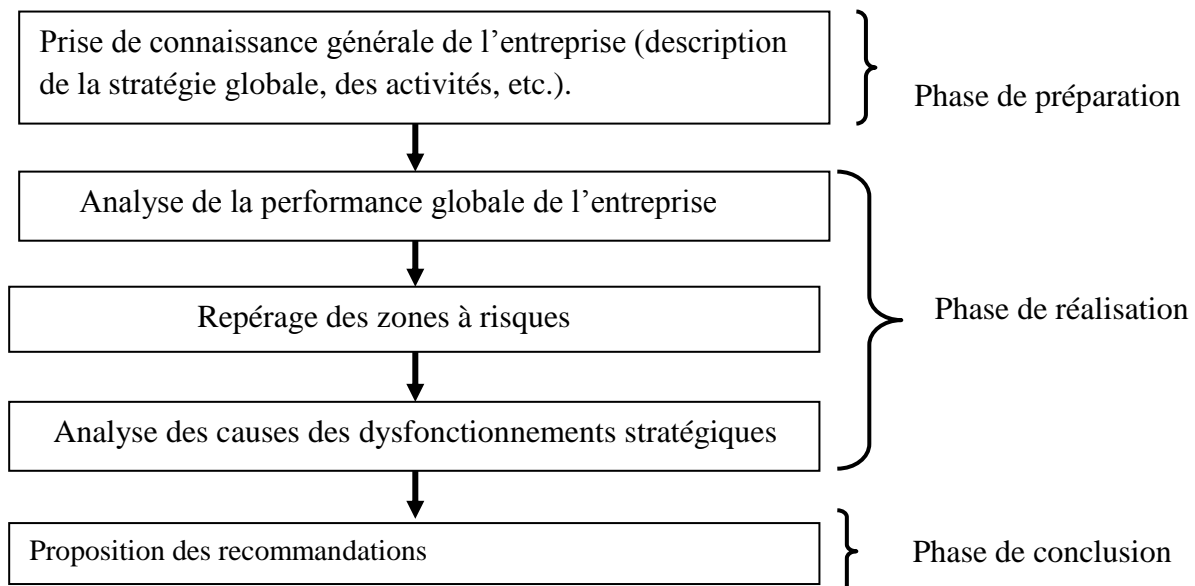 Prise de connaissance générale de l’entreprise (description
de la stratégie globale, des activités, etc.).
Phase de préparation
Analyse de la performance globale de l’entreprise
Repérage des zones à risques
Phase de réalisation
Analyse des causes des dysfonctionnements stratégiques
Proposition des recommandations
Phase de conclusion